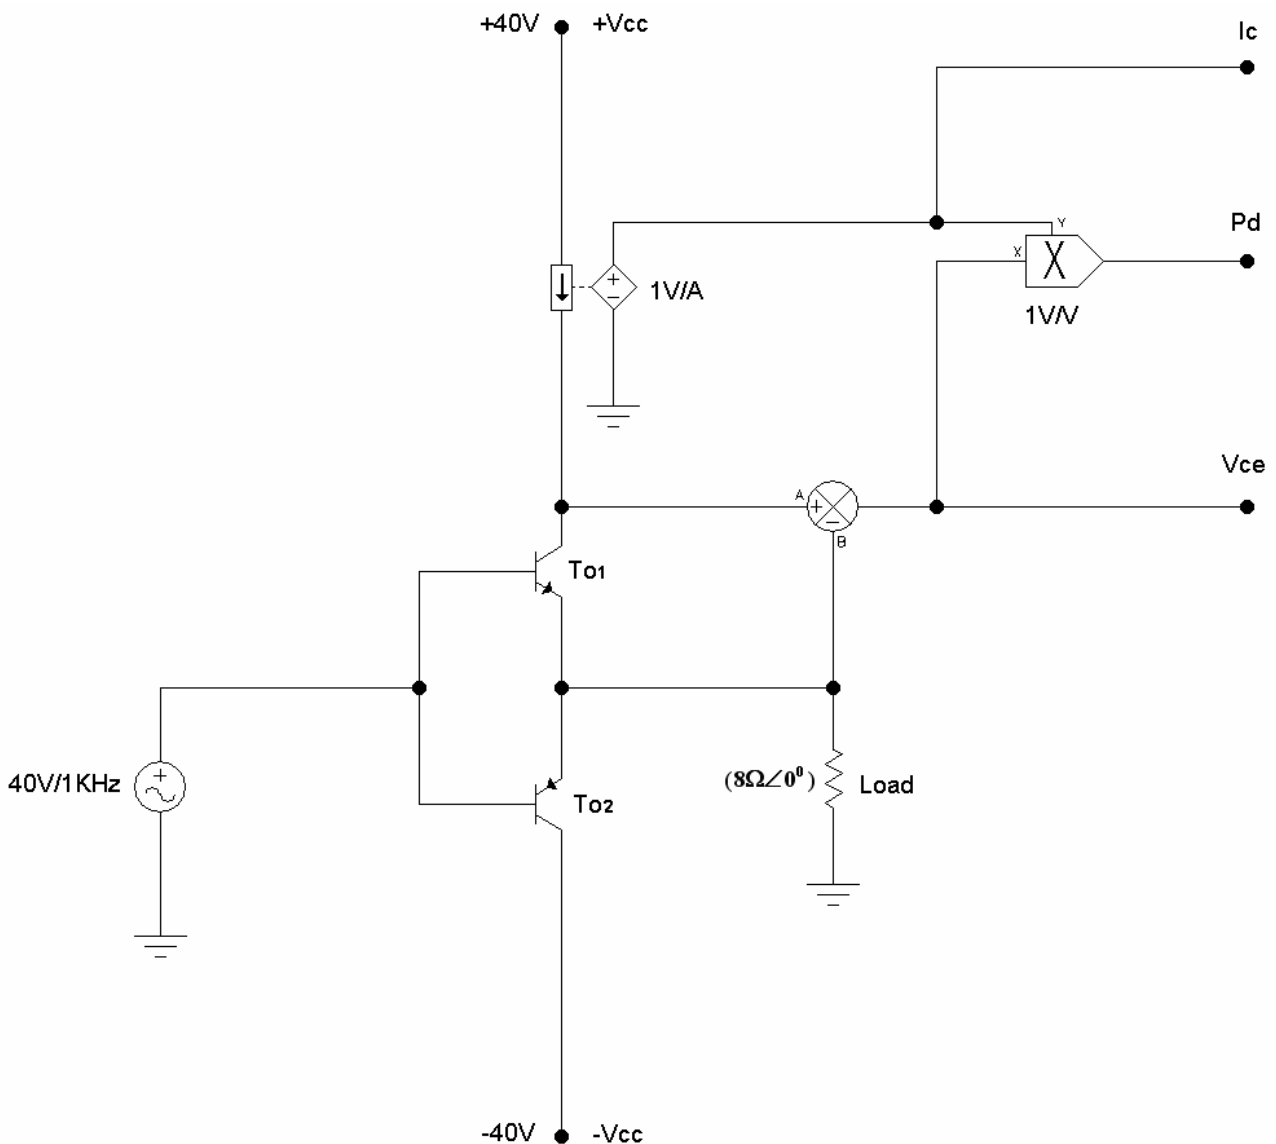 +40V +Vcc
Ic
Y
Pd
X
X
1V/A
+
−
1V/V
Vce
A
+
−
B
To1
40V/1KHz
+
(8Ω∠0⁰) Load
To2
-40V -Vcc